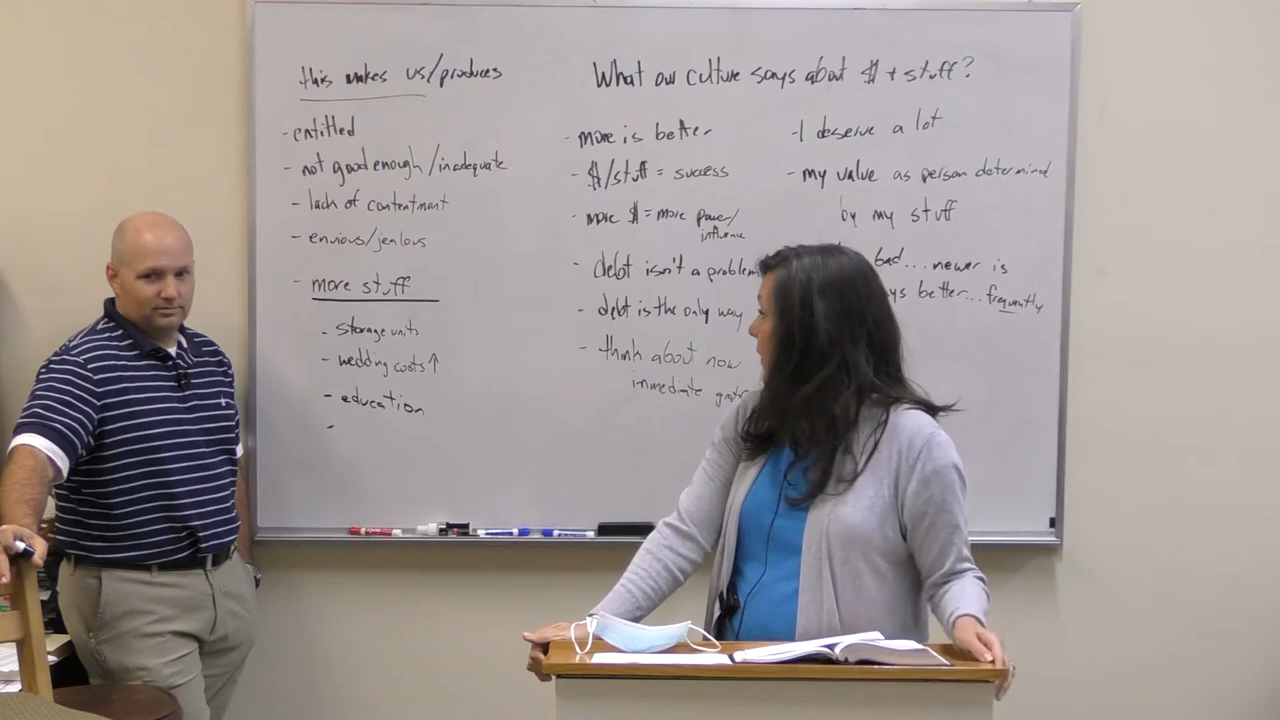 this makes us/produces
- entitled
- not good enough/inadequate
- lack of contentment
- envious/jealous
- more stuff
- storage units
- wedding costs ↑
- education
-
What our culture says about $ + stuff?
- more is better
- $/stuff = success
- more $ = more power/
influence
- debt isn't a problem
- debt is the only way
- think about now
immediate
- I deserve a lot
- my value as person determined
by my stuff
bad... newer is
better... frequently